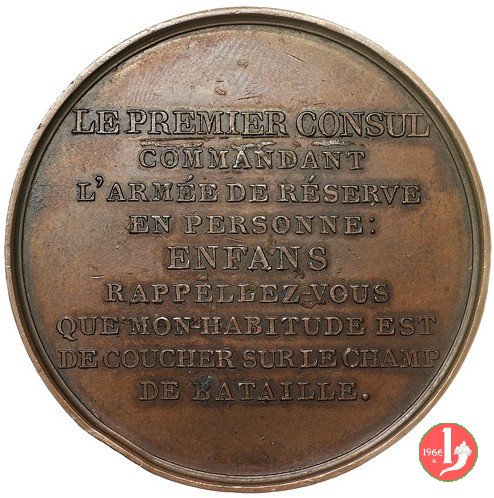 LE PREMIER CONSUL
COMMANDANT
L'ARMÉE DE RÉSERVE
EN PERSONNE:
ENFANS
RAPPELLEZ-VOUS
QUE MON HABITUDE EST
DE COUCHER SUR LE CHAMP
DE BATAILLE.
1966